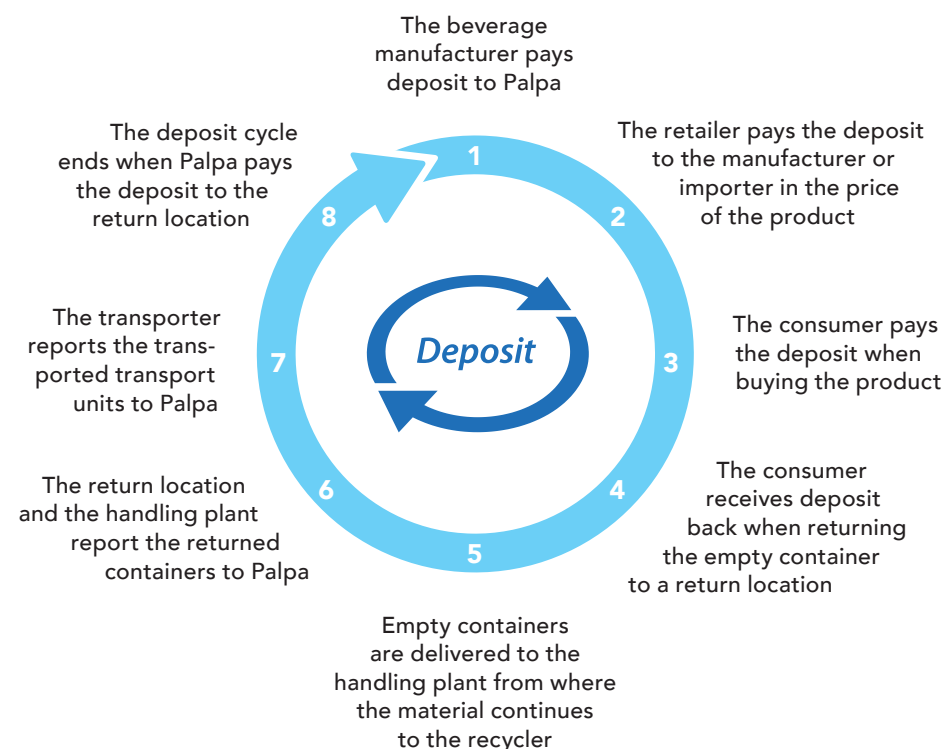 The beverage
manufacturer pays
deposit to Palpa
1
The retailer pays the deposit
to the manufacturer or
importer in the price
of the product
2
The consumer pays
the deposit when
buying the product
3
The consumer
receives deposit
back when returning
the empty container
to a return location
4
Empty containers
are delivered to the
handling plant from where
the material continues
to the recycler
5
The return location
and the handling plant
report the returned
containers to Palpa
6
The transporter
reports the trans-
ported transport
units to Palpa
7
The deposit cycle
ends when Palpa pays
the deposit to the
return location
8
Deposit